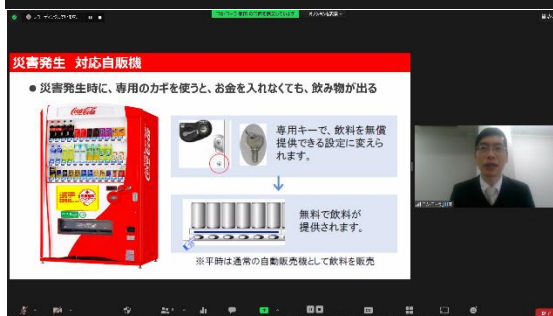 災害発生 対応自販機
● 災害発生時に、専用のカギを使うと、お金を入れなくても、飲み物が出る
Coca-Cola
専用キーで、飲料を無償
提供できる設定に変えら
れます。
無料で飲料が
提供されます。
※平時は通常の自動販売機として飲料を販売